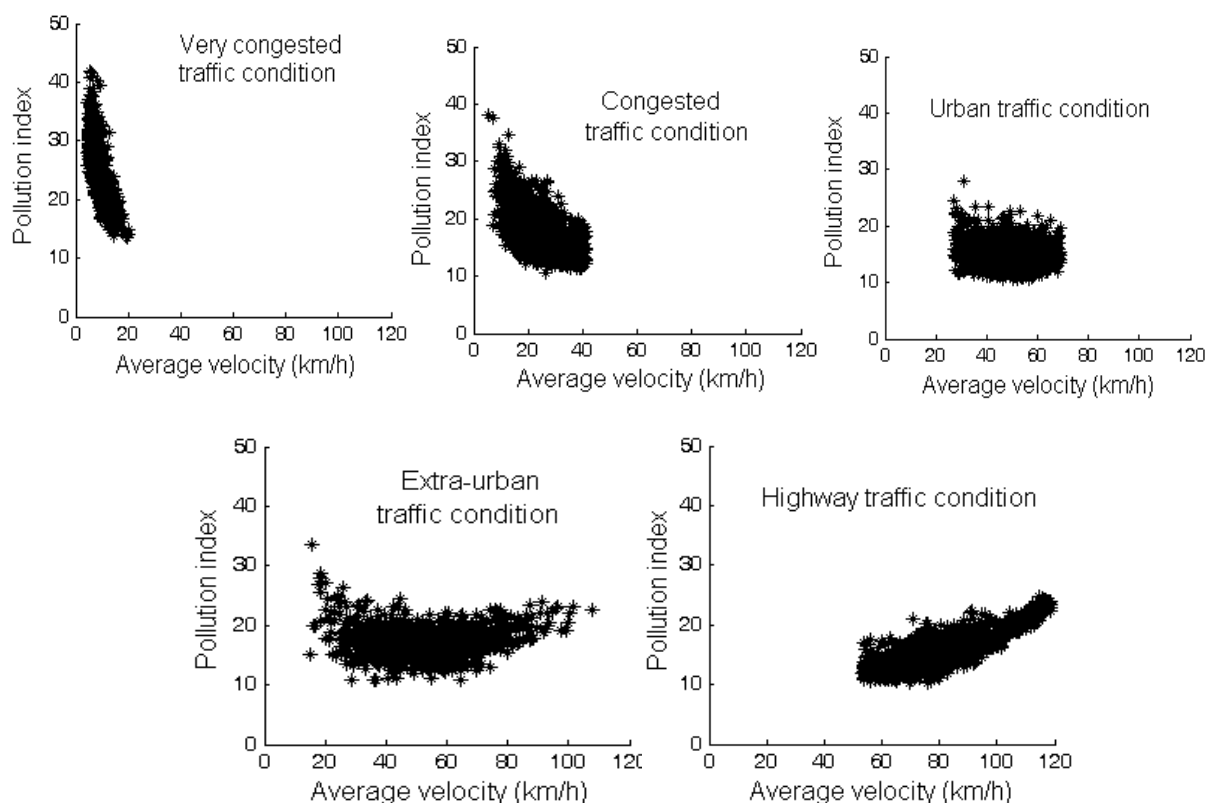 50
40
30
20
10
0
Pollution index
Very congested
traffic condition
0 20 40 60 80 100 120
Average velocity (km/h)
50
40
30
20
10
0
Pollution index
Congested
traffic condition
0 20 40 60 80 100 120
Average velocity (km/h)
50
40
30
20
10
0
Pollution index
Urban traffic condition
0 20 40 60 80 100 120
Average velocity (km/h)
50
40
30
20
10
0
Pollution index
Extra-urban
traffic condition
0 20 40 60 80 100 120
Average velocity (km/h)
50
40
30
20
10
0
Pollution index
Highway traffic condition
0 20 40 60 80 100 120
Average velocity (km/h)